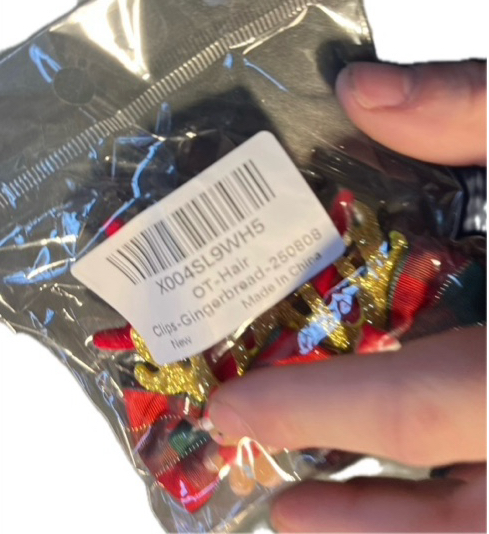 X004SL9WH5
OT-Hair
Clips-Gingerbread-250808
New
Made In China